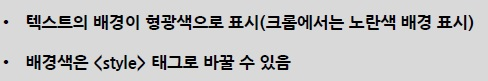 • 텍스트의 배경이 형광색으로 표시(크롬에서는 노란색 배경 표시)
• 배경색은 <style> 태그로 바꿀 수 있음